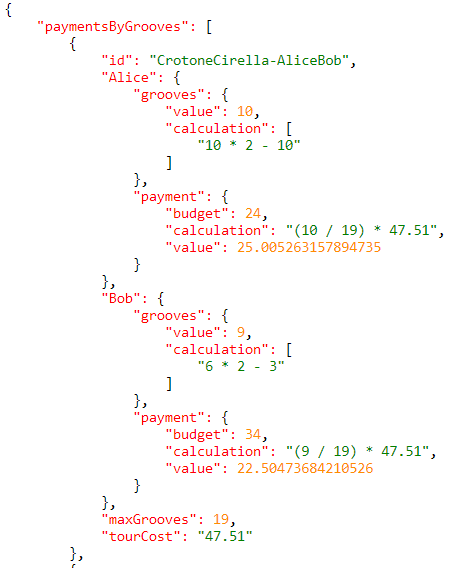 {
"paymentsByGrooves": [
{
"id": "CrotoneCirella-AliceBob",
"Alice": {
"grooves": {
"value": 10,
"calculation": [
"10 * 2 - 10"
]
},
"payment": {
"budget": 24,
"calculation": "(10 / 19) * 47.51",
"value": 25.005263157894735
}
},
"Bob": {
"grooves": {
"value": 9,
"calculation": [
"6 * 2 - 3"
]
},
"payment": {
"budget": 34,
"calculation": "(9 / 19) * 47.51",
"value": 22.50473684210526
}
},
"maxGrooves": 19,
"tourCost": "47.51"
},
{